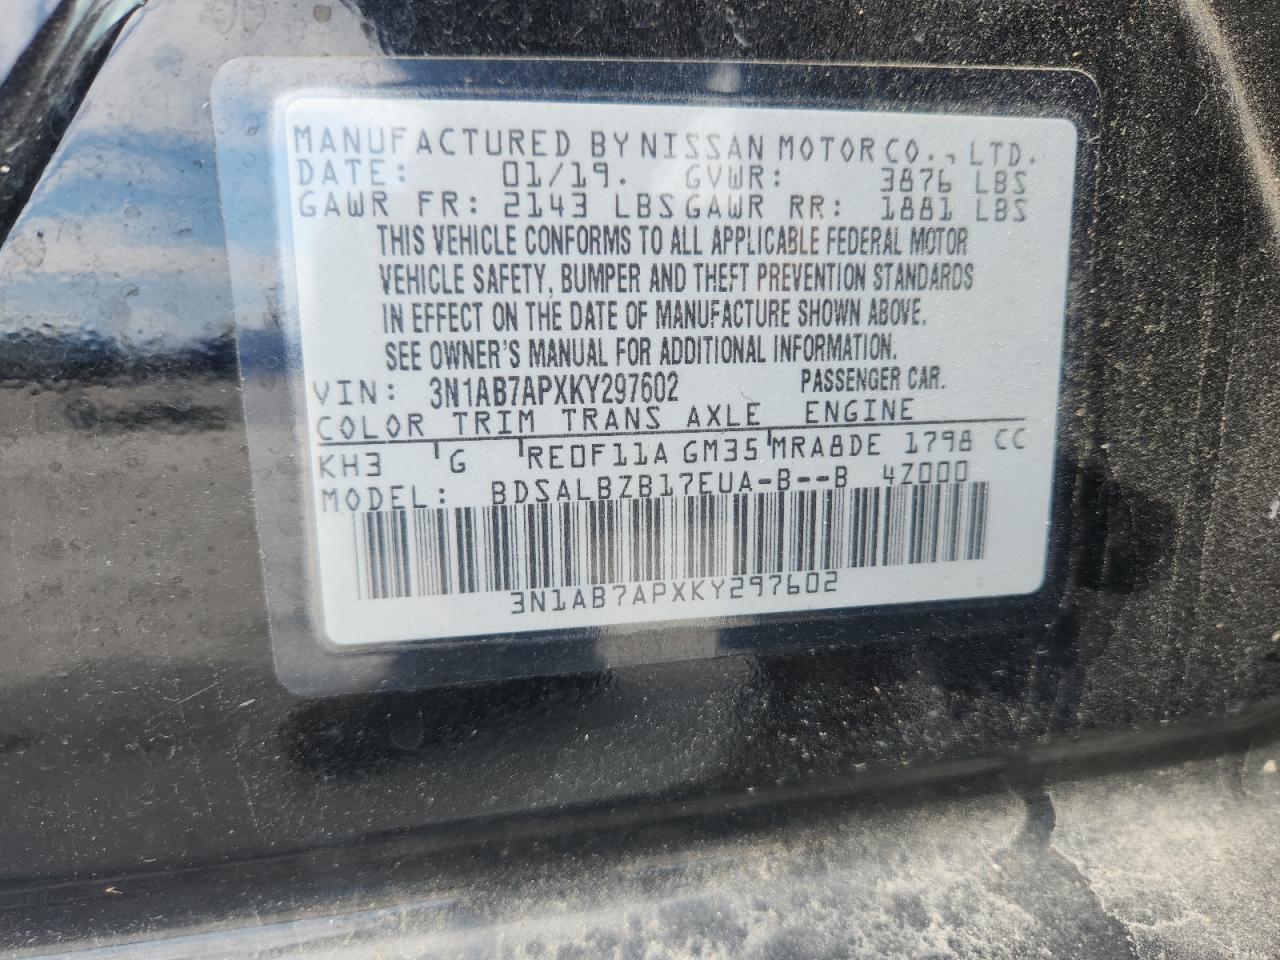 MANUFACTURED BY NISSAN MOTOR CO., LTD.
DATE: 01/19. GVWR: 3876 LBS
GAWR FR: 2143 LBS GAWR RR: 1881 LBS
THIS VEHICLE CONFORMS TO ALL APPLICABLE FEDERAL MOTOR
VEHICLE SAFETY, BUMPER AND THEFT PREVENTION STANDARDS
IN EFFECT ON THE DATE OF MANUFACTURE SHOWN ABOVE.
SEE OWNER'S MANUAL FOR ADDITIONAL INFORMATION.
VIN: 3N1AB7APXKY297602 PASSENGER CAR.
COLOR TRIM TRANS AXLE ENGINE
KH3 G RE0F11A GM35 MRA8DE 1798 CC
MODEL: BDSALBZB17EUA-B--B 4Z000
3N1AB7APXKY297602